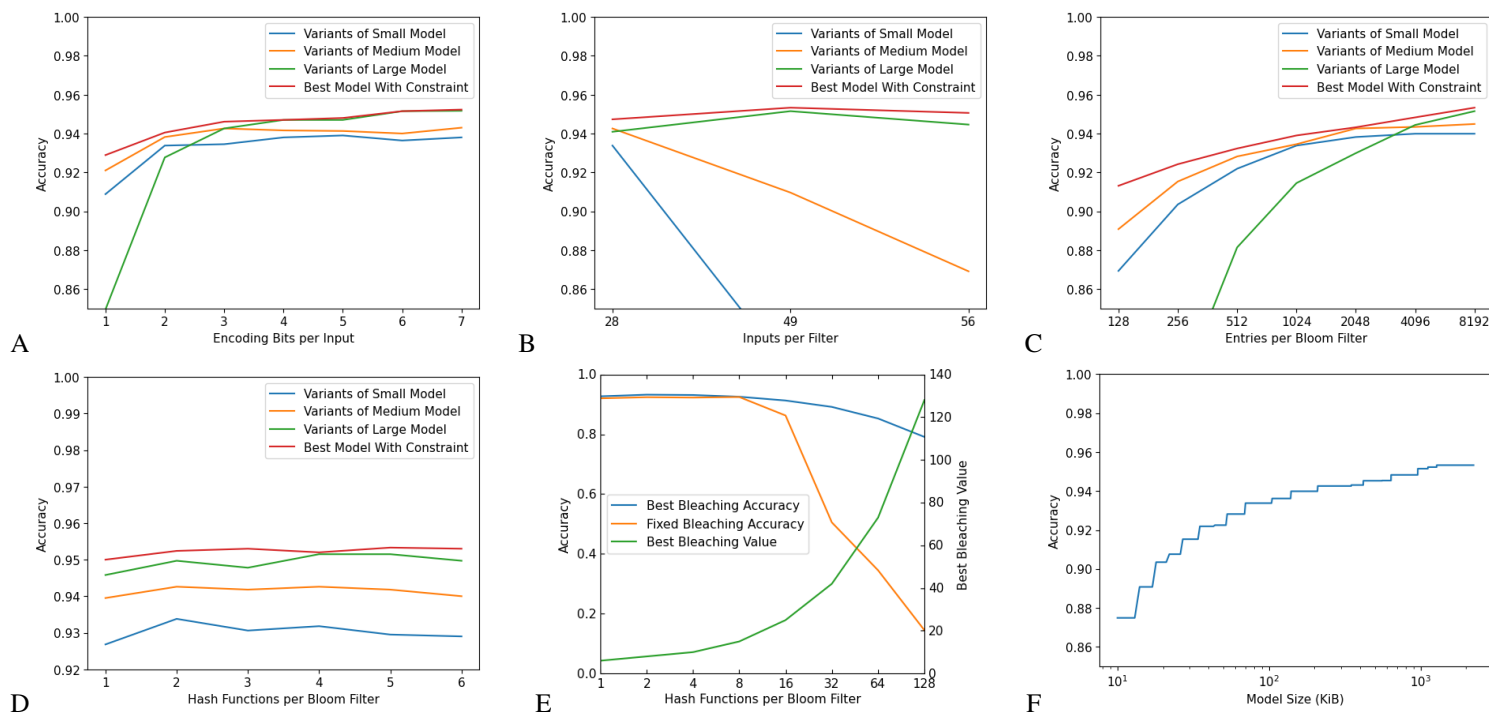 1.00
0.98
0.96
0.94
0.92
0.90
0.88
0.86
Accuracy
Variants of Small Model
Variants of Medium Model
Variants of Large Model
Best Model With Constraint
1 2 3 4 5 6 7
Encoding Bits per Input
A
1.00
0.98
0.96
0.94
0.92
0.90
0.88
0.86
Accuracy
Variants of Small Model
Variants of Medium Model
Variants of Large Model
Best Model With Constraint
28 49 56
Inputs per Filter
B
1.00
0.98
0.96
0.94
0.92
0.90
0.88
0.86
Accuracy
Variants of Small Model
Variants of Medium Model
Variants of Large Model
Best Model With Constraint
128 256 512 1024 2048 4096 8192
Entries per Bloom Filter
C
1.00
0.99
0.98
0.97
0.96
0.95
0.94
0.93
0.92
Accuracy
Variants of Small Model
Variants of Medium Model
Variants of Large Model
Best Model With Constraint
1 2 3 4 5 6
Hash Functions per Bloom Filter
D
1.0
0.8
0.6
0.4
0.2
0.0
Accuracy
Best Bleaching Accuracy
Fixed Bleaching Accuracy
Best Bleaching Value
140
120
100
80
60
40
20
0
Best Bleaching Value
1 2 4 8 16 32 64 128
Hash Functions per Bloom Filter
E
1.00
0.98
0.96
0.94
0.92
0.90
0.88
0.86
Accuracy
10¹ 10² 10³
Model Size (KiB)
F